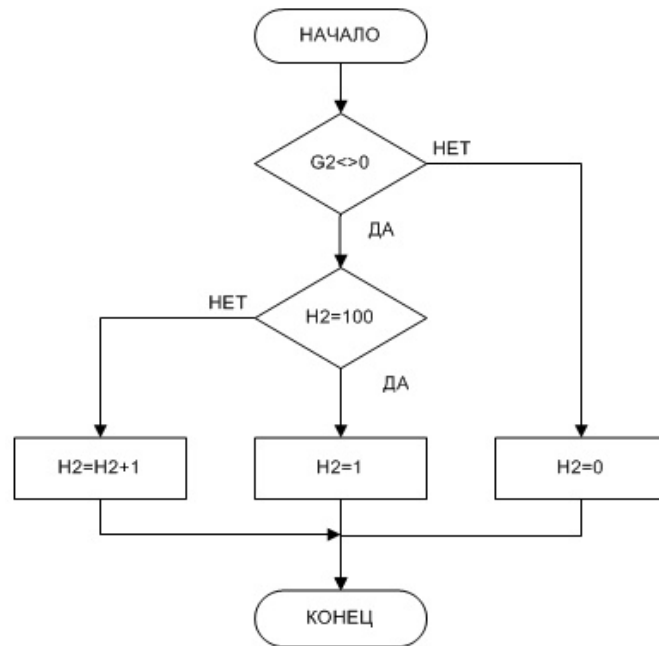 НАЧАЛО
G2<>0
НЕТ
ДА
H2=100
НЕТ
ДА
H2=H2+1
H2=1
H2=0
КОНЕЦ